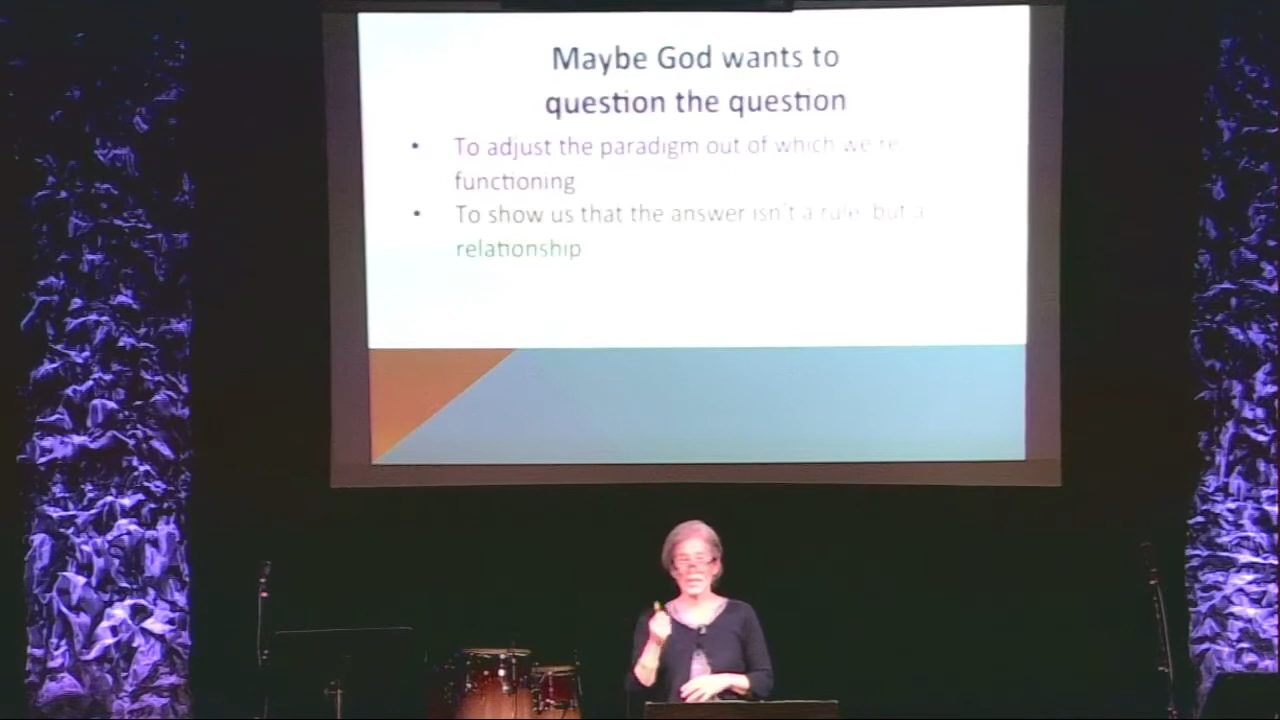 Maybe God wants to
question the question
• To adjust the paradigm out of which we're
functioning
• To show us that the answer isn't a rule, but a
relationship